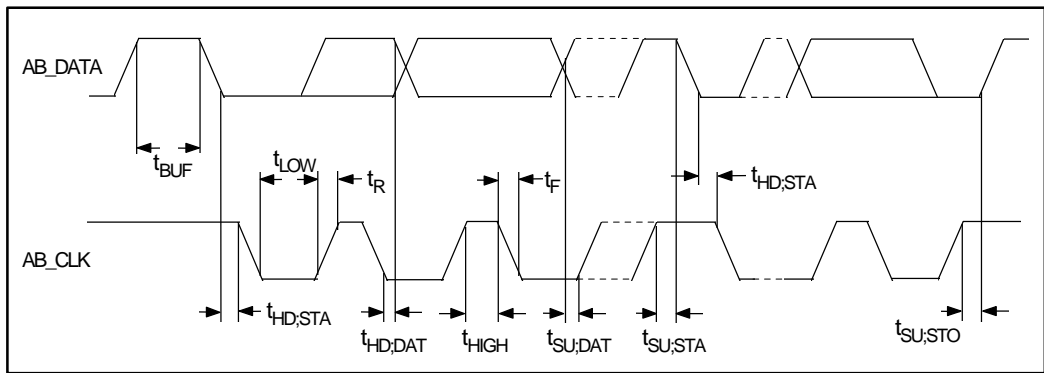 AB_DATA
tBUF
tLOW
tR
tF
tHD;STA
AB_CLK
tHD;STA
tHD;DAT
tHIGH
tSU;DAT
tSU;STA
tSU;STO